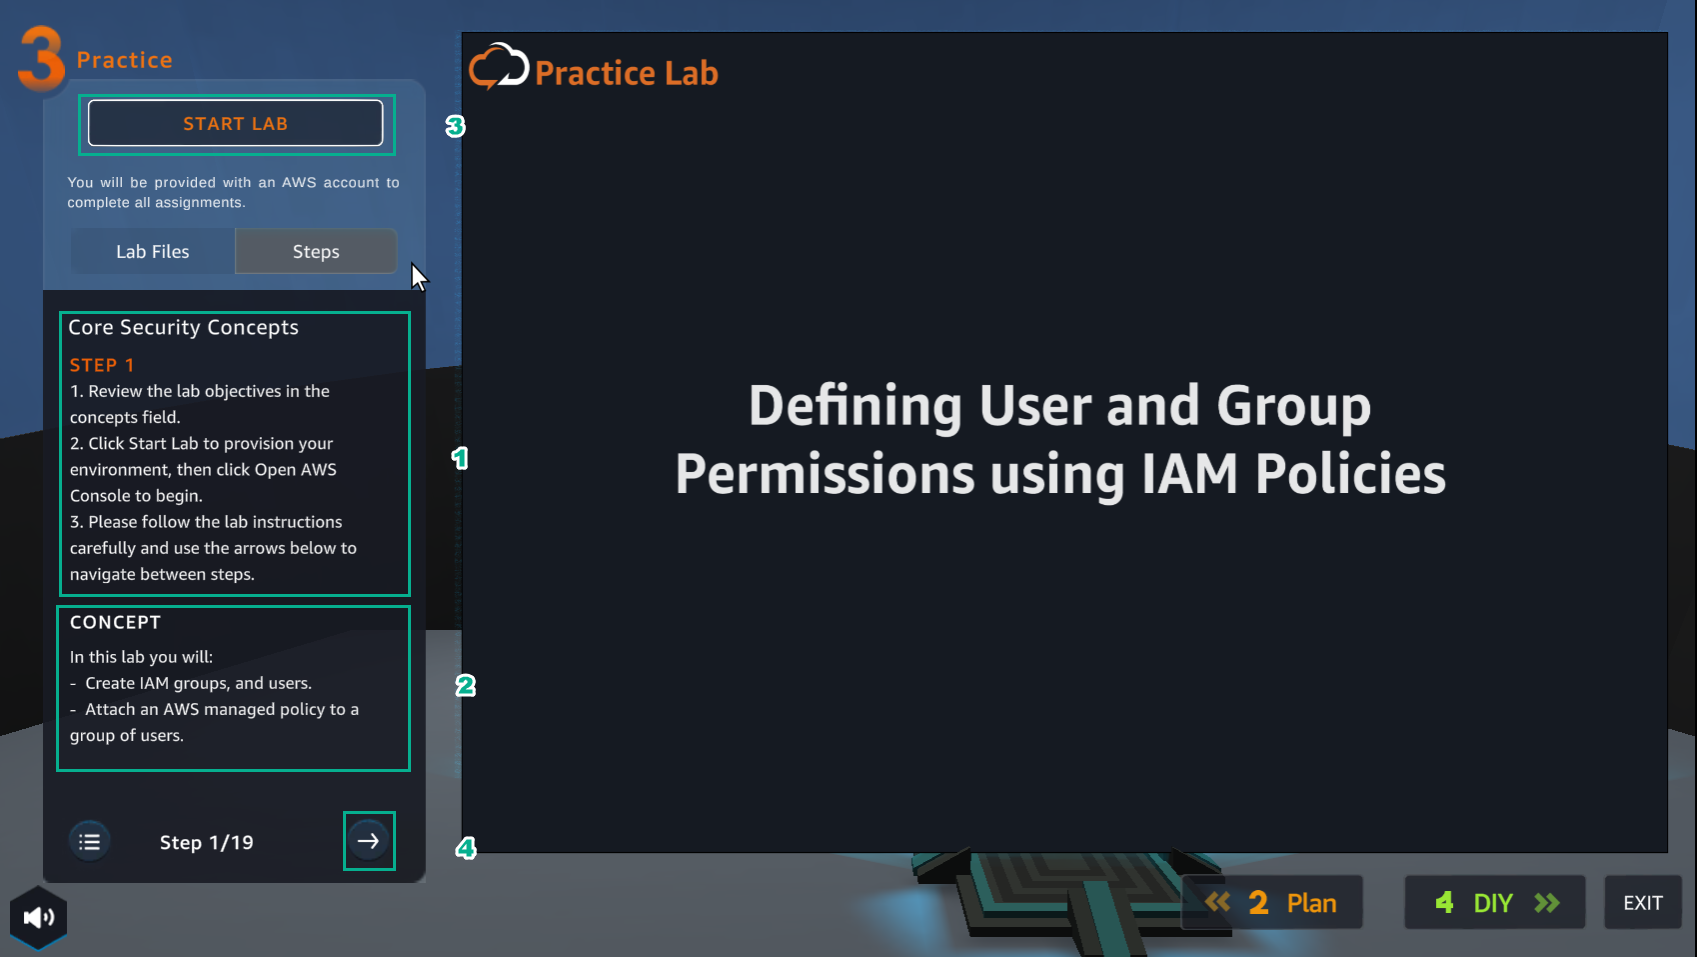 3 Practice
START LAB
You will be provided with an AWS account to
complete all assignments.
Lab Files
Steps
Core Security Concepts
STEP 1
1. Review the lab objectives in the
concepts field.
2. Click Start Lab to provision your
environment, then click Open AWS
Console to begin.
3. Please follow the lab instructions
carefully and use the arrows below to
navigate between steps.
CONCEPT
In this lab you will:
- Create IAM groups, and users.
- Attach an AWS managed policy to a
group of users.
Step 1/19
3
1
2
4
Practice Lab
Defining User and Group
Permissions using IAM Policies
2 Plan
4 DIY
EXIT